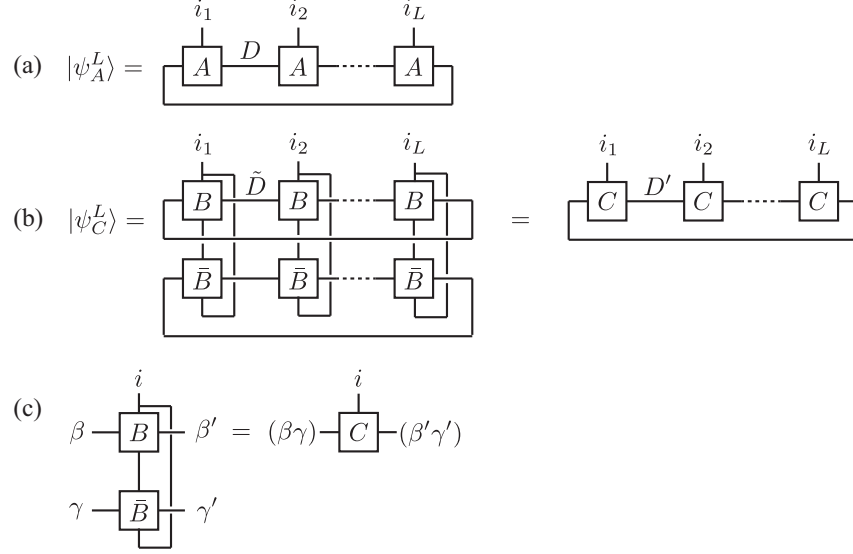 i_1 i_2 i_L
(a) |ψ_A^L⟩ = A D A A
i_1 i_2 i_L
i_1 i_2 i_L
(b) |ψ_C^L⟩ = B D̃ B B = C D′ C C
B̄ B̄ B̄
i i
(c) β B β′ = (βγ) C (β′γ′)
γ B̄ γ′